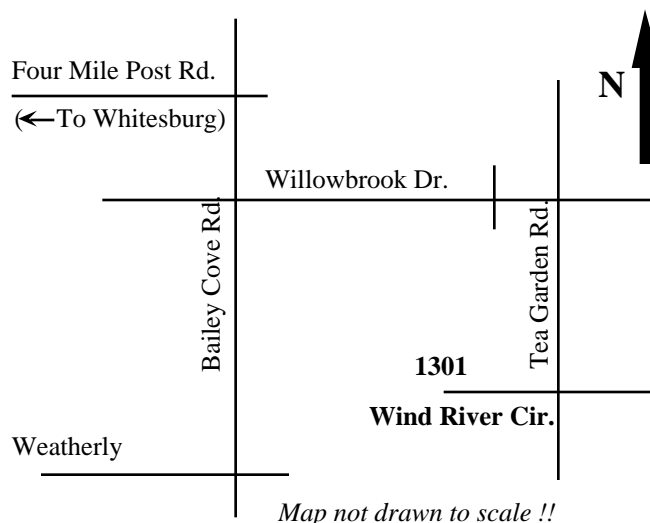 Four Mile Post Rd.
N
(←To Whitesburg)
Willowbrook Dr.
Bailey Cove Rd.
Tea Garden Rd.
1301
Wind River Cir.
Weatherly
Map not drawn to scale !!